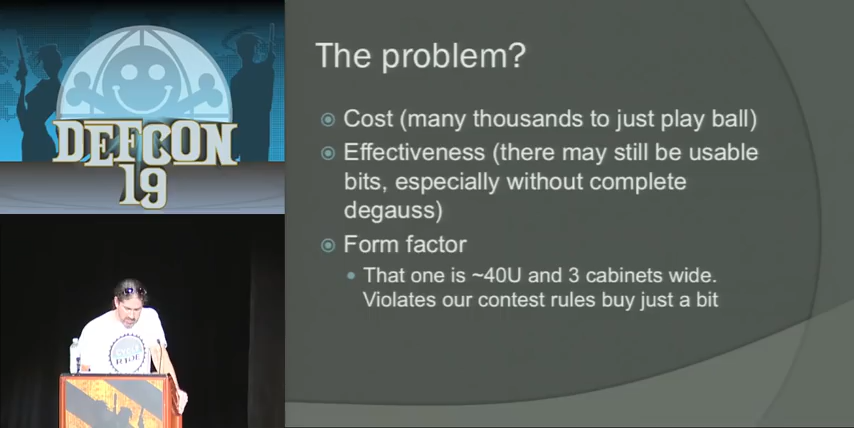 DEFCON
19
The problem?
Cost (many thousands to just play ball)
Effectiveness (there may still be usable
bits, especially without complete
degauss)
Form factor
That one is ~40U and 3 cabinets wide.
Violates our contest rules buy just a bit